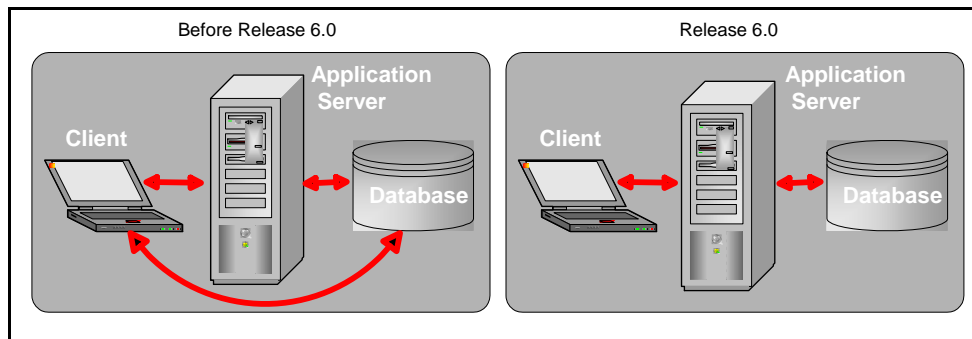 Before Release 6.0
Application
Server
Client
Database
Release 6.0
Application
Server
Client
Database